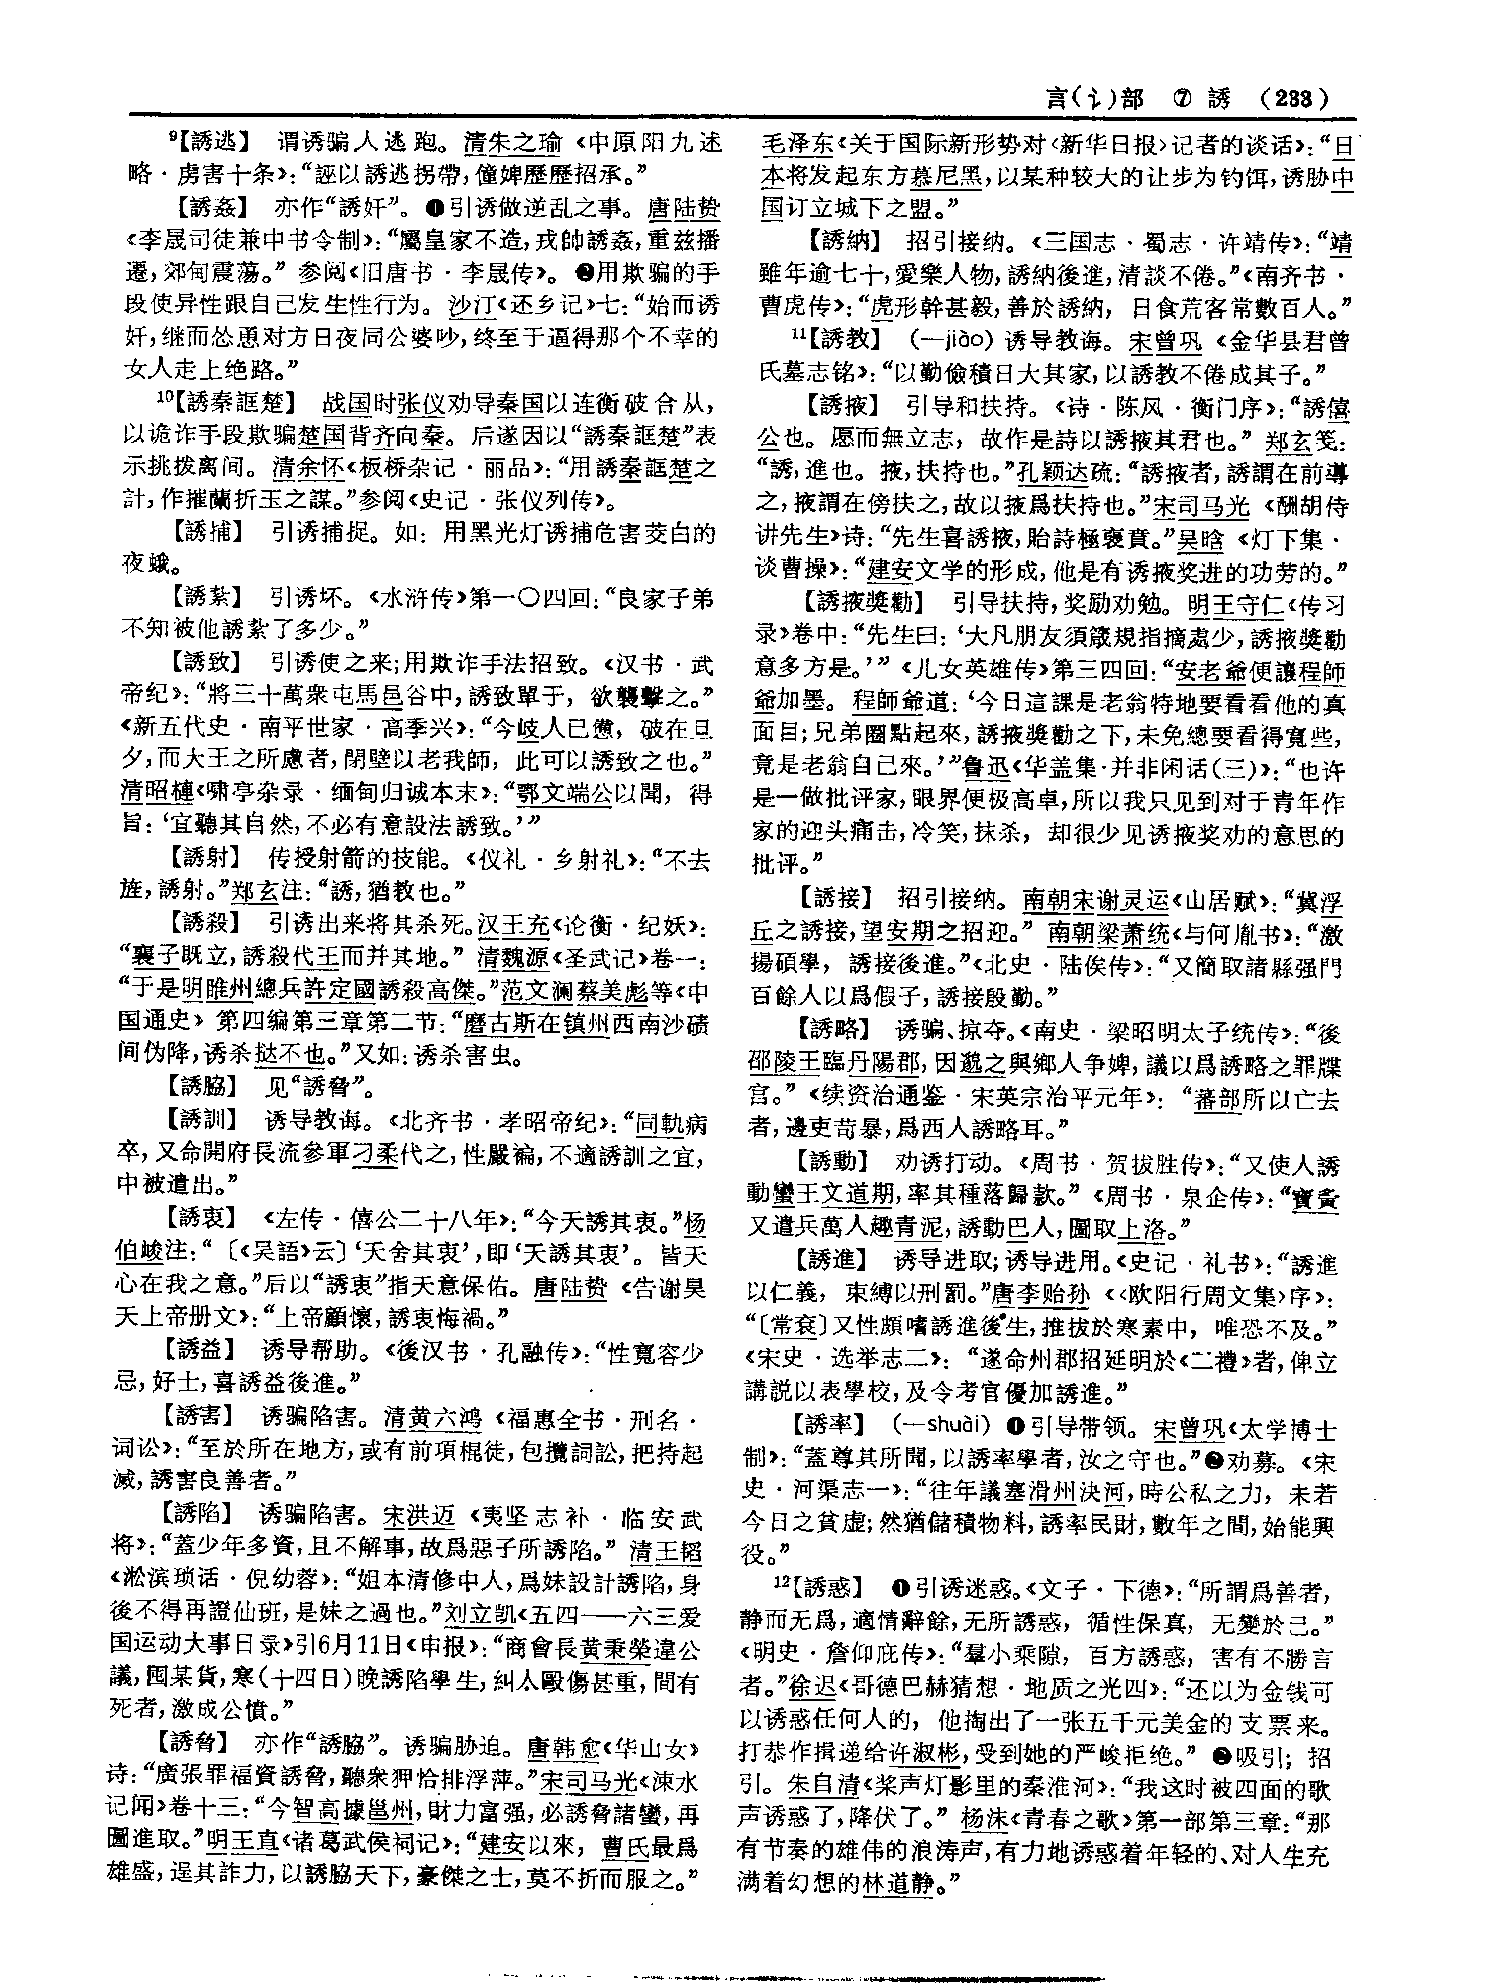 言(讠)部 ⑦ 誘 (233)
⁹【誘逃】 谓诱骗人逃跑。清朱之瑜《中原阳九述
略·虏害十条》：“誣以誘逃拐帶，僮婢歷歷招承。”
【誘姦】 亦作“誘奸”。❶引诱做逆乱之事。唐陆贽
《李晟司徒兼中书令制》：“屬皇家不造，戎帥誘姦，重兹播
遷，郊甸震蕩。”参阅《旧唐书·李晟传》。❷用欺骗的手
段使异性跟自己发生性行为。沙汀《还乡记》七：“始而诱
奸，继而怂恿对方日夜同公婆吵，终至于逼得那个不幸的
女人走上绝路。”
¹⁰【誘秦誆楚】 战国时张仪劝导秦国以连衡破合从，
以诡诈手段欺骗楚国背齐向秦。后遂因以“誘秦誆楚”表
示挑拨离间。清余怀《板桥杂记·丽品》：“用誘秦誆楚之
計，作摧蘭折玉之謀。”参阅《史记·张仪列传》。
【誘捕】 引诱捕捉。如：用黑光灯诱捕危害茭白的
夜蛾。
【誘紮】 引诱坏。《水浒传》第一〇四回：“良家子弟
不知被他誘紮了多少。”
【誘致】 引诱使之来；用欺诈手法招致。《汉书·武
帝纪》：“將三十萬衆屯馬邑谷中，誘致單于，欲襲擊之。”
《新五代史·南平世家·高季兴》：“今岐人已憊，破在旦
夕，而大王之所慮者，閉壁以老我師，此可以誘致之也。”
清昭槤《啸亭杂录·缅甸归诚本末》：“鄂文端公以聞，得
旨：‘宜聽其自然，不必有意設法誘致。’”
【誘射】 传授射箭的技能。《仪礼·乡射礼》：“不去
旌，誘射。”郑玄注：“誘，猶教也。”
【誘殺】 引诱出来将其杀死。汉王充《论衡·纪妖》：
“襄子既立，誘殺代王而并其地。”清魏源《圣武记》卷一：
“于是明睢州總兵許定國誘殺高傑。”范文澜蔡美彪等《中
国通史》第四编第三章第二节：“磨古斯在镇州西南沙碛
间伪降，诱杀挞不也。”又如：诱杀害虫。
【誘脇】 见“誘脅”。
【誘訓】 诱导教诲。《北齐书·孝昭帝纪》：“同軌病
卒，又命開府長流參軍刁柔代之，性嚴褊，不適誘訓之宜，
中被遣出。”
【誘衷】 《左传·僖公二十八年》：“今天誘其衷。”杨
伯峻注：“〔《吴語》云〕‘天舍其衷’，即‘天誘其衷’。皆天
心在我之意。”后以“誘衷”指天意保佑。唐陆贽《告谢昊
天上帝册文》：“上帝顧懷，誘衷悔禍。”
【誘益】 诱导帮助。《後汉书·孔融传》：“性寬容少
忌，好士，喜誘益後進。”
【誘害】 诱骗陷害。清黄六鸿《福惠全书·刑名·
词讼》：“至於所在地方，或有前項棍徒，包攬詞訟，把持起
滅，誘害良善者。”
【誘陷】 诱骗陷害。宋洪迈《夷坚志补·临安武
将》：“蓋少年多資，且不解事，故爲惡子所誘陷。”清王韬
《淞滨琐话·倪幼蓉》：“姐本清修中人，爲妹設計誘陷，身
後不得再證仙班，是妹之過也。”刘立凯《五四——六三爱
国运动大事日录》引6月11日《申报》：“商會長黄秉榮違公
議，囤某貨，寒（十四日）晚誘陷學生，糾人毆傷甚重，間有
死者，激成公憤。”
【誘脅】 亦作“誘脇”。诱骗胁迫。唐韩愈《华山女》
诗：“廣張罪福資誘脅，聽衆狎恰排浮萍。”宋司马光《涑水
记闻》卷十三：“今智高據邕州，財力富强，必誘脅諸蠻，再
圖進取。”明王直《诸葛武侯祠记》：“建安以來，曹氏最爲
雄盛，逞其詐力，以誘脇天下，豪傑之士，莫不折而服之。”
毛泽东《关于国际新形势对〈新华日报〉记者的谈话》：“日
本将发起东方慕尼黑，以某种较大的让步为钓饵，诱胁中
国订立城下之盟。”
【誘納】 招引接纳。《三国志·蜀志·许靖传》：“靖
雖年逾七十，愛樂人物，誘納後進，清談不倦。”《南齐书·
曹虎传》：“虎形幹甚毅，善於誘納，日食荒客常數百人。”
¹¹【誘教】 (—jiào) 诱导教诲。宋曾巩《金华县君曾
氏墓志铭》：“以勤儉積日大其家，以誘教不倦成其子。”
【誘掖】 引导和扶持。《诗·陈风·衡门序》：“誘僖
公也。愿而無立志，故作是詩以誘掖其君也。”郑玄笺：
“誘，進也。掖，扶持也。”孔颖达疏：“誘掖者，誘謂在前導
之，掖謂在傍扶之，故以掖爲扶持也。”宋司马光《酬胡侍
讲先生》诗：“先生喜誘掖，貽詩極褒賁。”吴晗《灯下集·
谈曹操》：“建安文学的形成，他是有诱掖奖进的功劳的。”
【誘掖獎勸】 引导扶持，奖励劝勉。明王守仁《传习
录》卷中：“先生曰：‘大凡朋友須箴規指摘處少，誘掖獎勸
意多方是。’”《儿女英雄传》第三四回：“安老爺便讓程師
爺加墨。程師爺道：‘今日這課是老翁特地要看看他的真
面目；兄弟圈點起來，誘掖獎勸之下，未免總要看得寬些，
竟是老翁自己來。’”鲁迅《华盖集·并非闲话（三）》：“也许
是一做批评家，眼界便极高卓，所以我只见到对于青年作
家的迎头痛击，冷笑，抹杀，却很少见诱掖奖劝的意思的
批评。”
【誘接】 招引接纳。南朝宋谢灵运《山居赋》：“冀浮
丘之誘接，望安期之招迎。”南朝梁萧统《与何胤书》：“激
揚碩學，誘接後進。”《北史·陆俟传》：“又簡取諸縣强門
百餘人以爲假子，誘接殷勤。”
【誘略】 诱骗、掠夺。《南史·梁昭明太子统传》：“後
邵陵王臨丹陽郡，因邈之與鄉人争婢，議以爲誘略之罪牒
宫。”《续资治通鉴·宋英宗治平元年》：“蕃部所以亡去
者，邊吏苛暴，爲西人誘略耳。”
【誘動】 劝诱打动。《周书·贺拔胜传》：“又使人誘
動蠻王文道期，率其種落歸款。”《周书·泉企传》：“竇泰
又遣兵萬人趣青泥，誘動巴人，圖取上洛。”
【誘進】 诱导进取；诱导进用。《史记·礼书》：“誘進
以仁義，束縛以刑罰。”唐李贻孙《〈欧阳行周文集〉序》：
“〔常衮〕又性頗嗜誘進後生，推拔於寒素中，唯恐不及。”
《宋史·选举志二》：“遂命州郡招延明於《二禮》者，俾立
講説以表學校，及令考官優加誘進。”
【誘率】 (—shuài) ❶引导带领。宋曾巩《太学博士
制》：“蓋尊其所聞，以誘率學者，汝之守也。”❷劝募。《宋
史·河渠志一》：“往年議塞滑州決河，時公私之力，未若
今日之貧虚；然猶儲積物料，誘率民財，數年之間，始能興
役。”
¹²【誘惑】 ❶引诱迷惑。《文子·下德》：“所謂爲善者，
静而无爲，適情辭餘，无所誘惑，循性保真，无變於己。”
《明史·詹仰庇传》：“羣小乘隙，百方誘惑，害有不勝言
者。”徐迟《哥德巴赫猜想·地质之光四》：“还以为金钱可
以诱惑任何人的，他掏出了一张五千元美金的支票来。
打恭作揖递给许淑彬，受到她的严峻拒绝。”❷吸引；招
引。朱自清《桨声灯影里的秦淮河》：“我这时被四面的歌
声诱惑了，降伏了。”杨沫《青春之歌》第一部第三章：“那
有节奏的雄伟的浪涛声，有力地诱惑着年轻的、对人生充
满着幻想的林道静。”